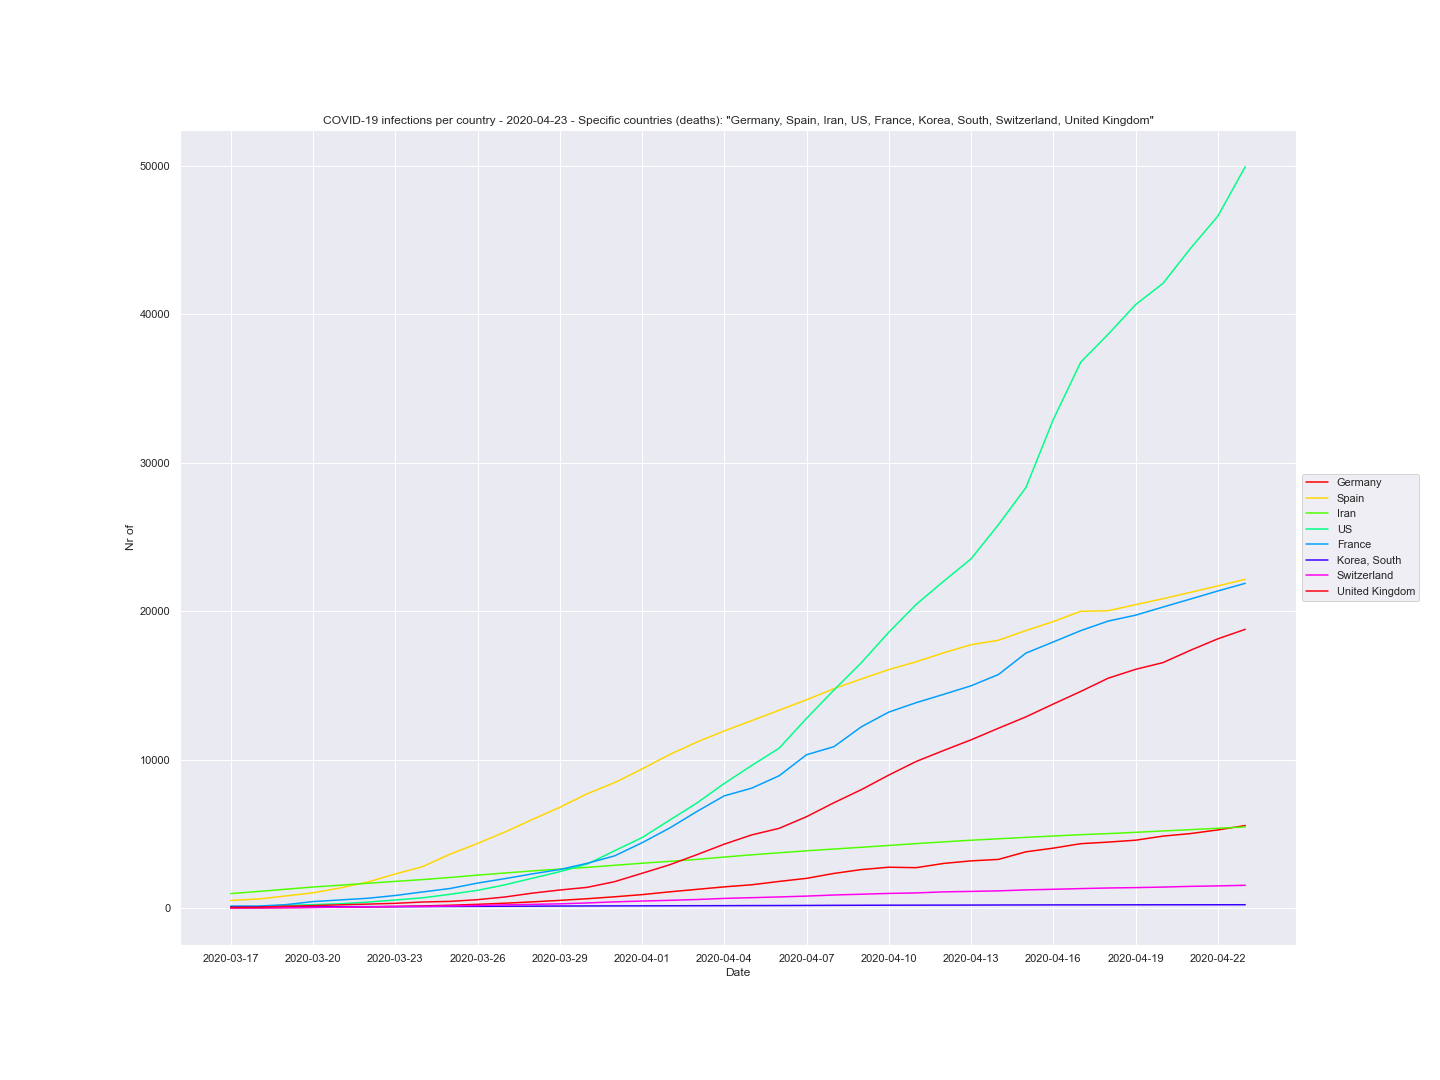 COVID-19 infections per country - 2020-04-23 - Specific countries (deaths): "Germany, Spain, Iran, US, France, Korea, South, Switzerland, United Kingdom"
50000
40000
30000
20000
10000
0
Nr of
2020-03-17 2020-03-20 2020-03-23 2020-03-26 2020-03-29 2020-04-01 2020-04-04 2020-04-07 2020-04-10 2020-04-13 2020-04-16 2020-04-19 2020-04-22
Date
Germany
Spain
Iran
US
France
Korea, South
Switzerland
United Kingdom